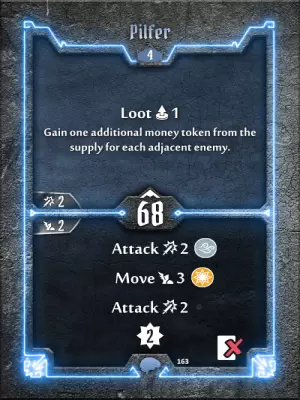 Pilfer
4
Loot 1
Gain one additional money token from the
supply for each adjacent enemy.
2
2
68
Attack 2
Move 3
Attack 2
2
163